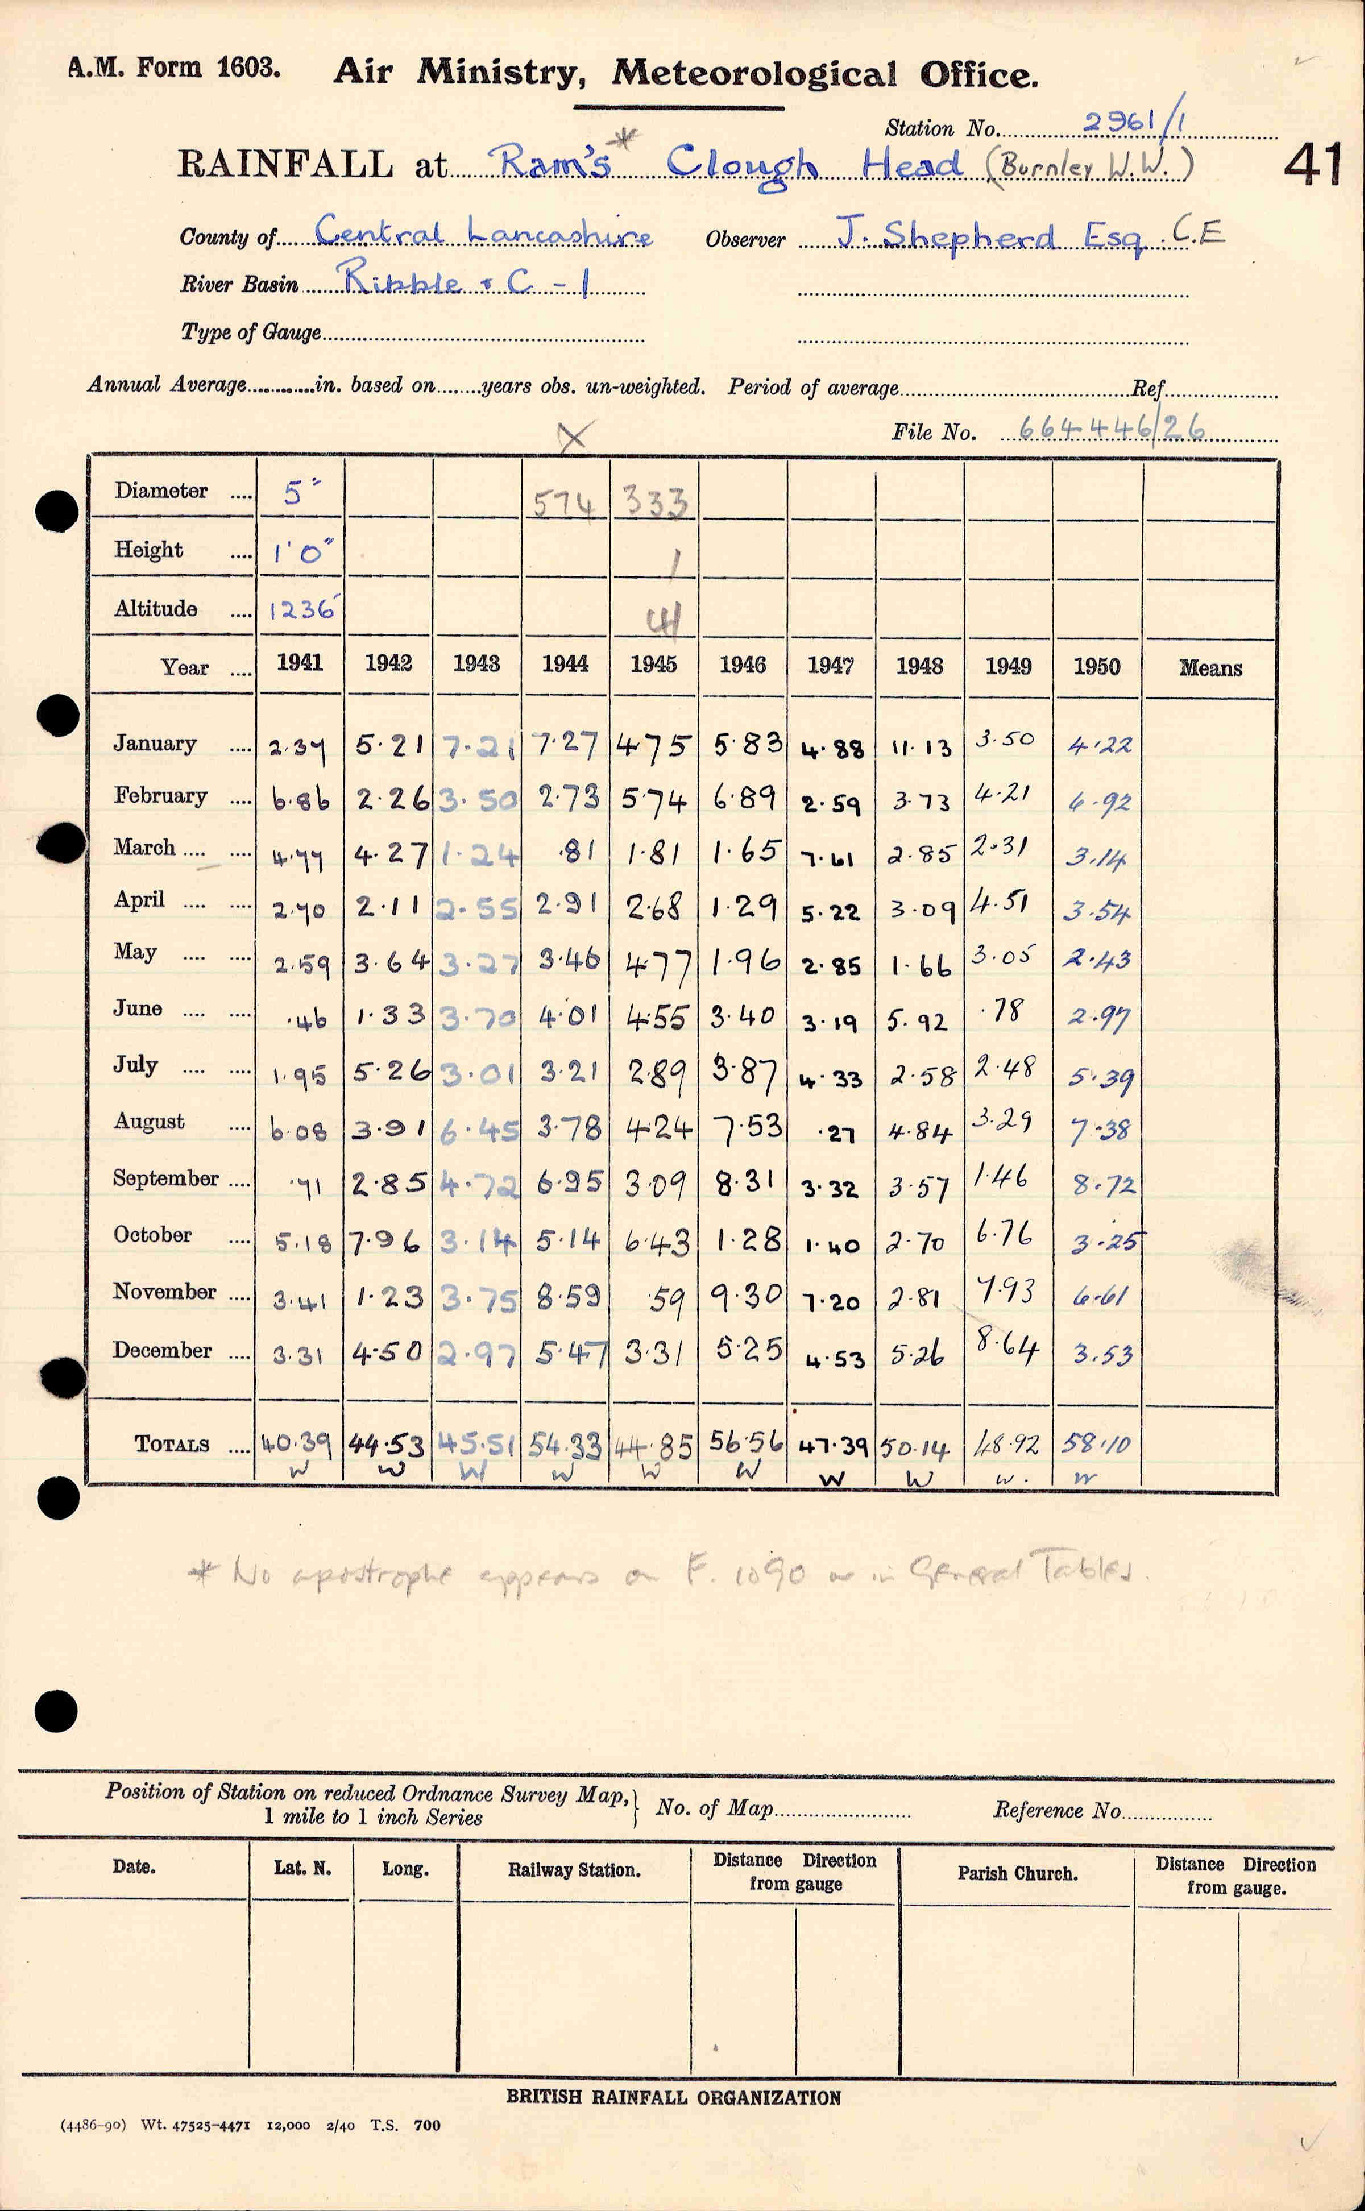 A.M. Form 1603. Air Ministry, Meteorological Office.
Station No. 2961/1
RAINFALL at Ram's* Clough Head (Burnley W.W.) 41
County of Central Lancashire Observer J. Shepherd Esq. C.E
River Basin Ribble & C - 1
Type of Gauge
Annual Average in. based on years obs. un-weighted. Period of average Ref.
File No. 664446/26
X
Diameter 5" 574 333
Height 1'0" 1
Altitude 1236' 41
Year 1941 1942 1943 1944 1945 1946 1947 1948 1949 1950 Means
January 2.37 5.21 7.21 7.27 4.75 5.83 4.88 11.13 3.50 4.22
February 6.86 2.26 3.50 2.73 5.74 6.89 2.59 3.73 4.21 6.92
March 4.77 4.27 1.24 .81 1.81 1.65 7.61 2.85 2.31 3.14
April 2.70 2.11 2.55 2.91 2.68 1.29 5.22 3.09 4.51 3.54
May 2.59 3.64 3.27 3.46 4.77 1.96 2.85 1.66 3.05 2.43
June .46 1.33 3.70 4.01 4.55 3.40 3.19 5.92 .78 2.97
July 1.95 5.26 3.01 3.21 2.89 3.87 4.33 2.58 2.48 5.39
August 6.08 3.91 6.45 3.78 4.24 7.53 .27 4.84 3.29 7.38
September .71 2.85 4.72 6.95 3.09 8.31 3.32 3.57 1.46 8.72
October 5.18 7.96 3.14 5.14 6.43 1.28 1.40 2.70 6.76 3.25
November 3.41 1.23 3.75 8.59 .59 9.30 7.20 2.81 7.93 6.61
December 3.31 4.50 2.97 5.47 3.31 5.25 4.53 5.26 8.64 3.53
TOTALS 40.39 44.53 45.51 54.33 44.85 56.56 47.39 50.14 48.92 58.10
W W W W W W W W W. W
* No apostrophe appears on F. 1090 or in General Tables.
Position of Station on reduced Ordnance Survey Map, 1 mile to 1 inch Series } No. of Map Reference No.
Date. Lat. N. Long. Railway Station. Distance Direction from gauge Parish Church. Distance Direction from gauge.
BRITISH RAINFALL ORGANIZATION
(4486-90) Wt. 47525-4471 12,000 2/40 T.S. 700